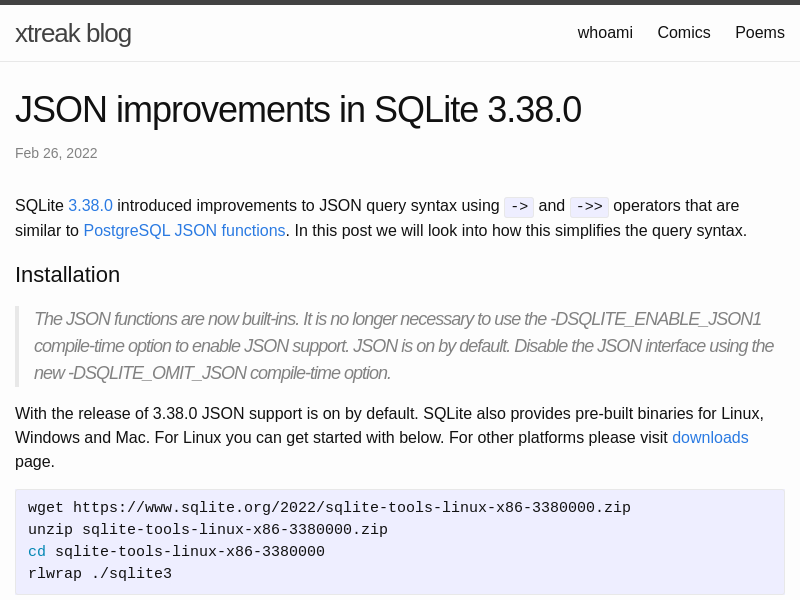 xtreak blog
whoami Comics Poems
JSON improvements in SQLite 3.38.0
Feb 26, 2022
SQLite 3.38.0 introduced improvements to JSON query syntax using -> and ->> operators that are
similar to PostgreSQL JSON functions. In this post we will look into how this simplifies the query syntax.
Installation
The JSON functions are now built-ins. It is no longer necessary to use the -DSQLITE_ENABLE_JSON1
compile-time option to enable JSON support. JSON is on by default. Disable the JSON interface using the
new -DSQLITE_OMIT_JSON compile-time option.
With the release of 3.38.0 JSON support is on by default. SQLite also provides pre-built binaries for Linux,
Windows and Mac. For Linux you can get started with below. For other platforms please visit downloads
page.
wget https://www.sqlite.org/2022/sqlite-tools-linux-x86-3380000.zip
unzip sqlite-tools-linux-x86-3380000.zip
cd sqlite-tools-linux-x86-3380000
rlwrap ./sqlite3